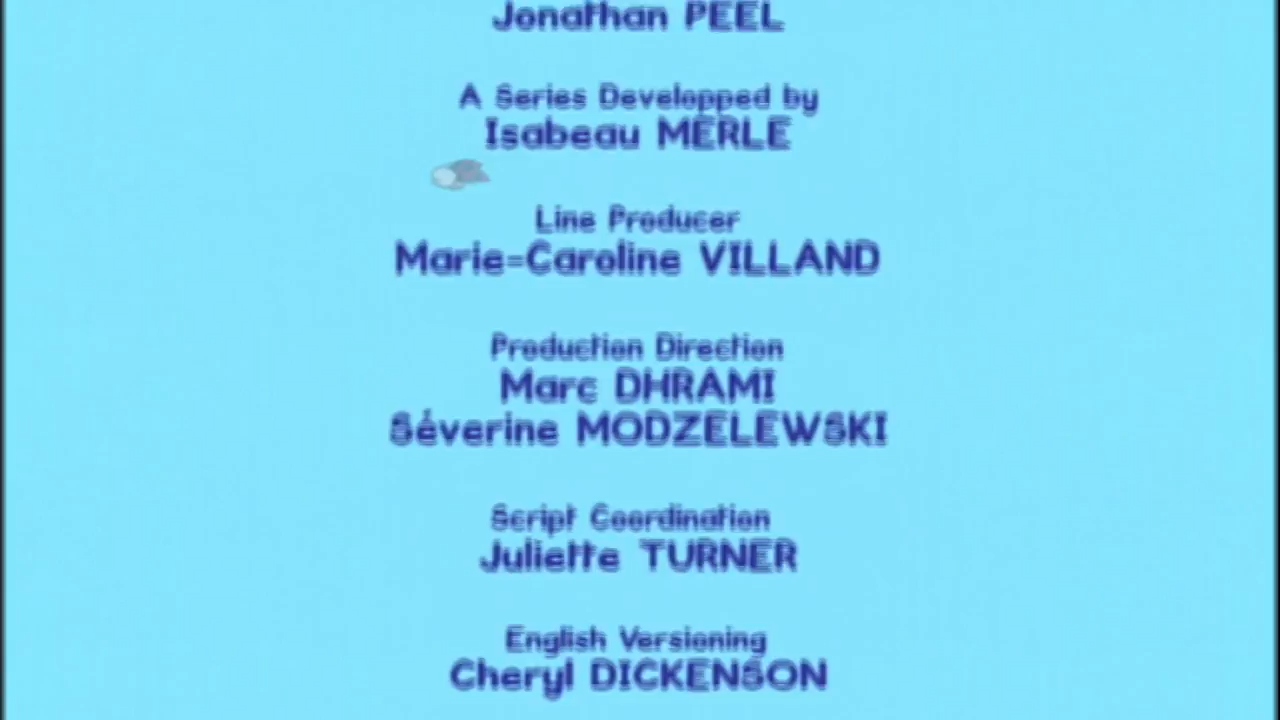 Jonathan PEEL
A Series Developped by
Isabeau MERLE
Line Producer
Marie-Caroline VILLAND
Production Direction
Marc DHRAMI
Séverine MODZELEWSKI
Script Coordination
Juliette TURNER
English Versioning
Cheryl DICKENSON